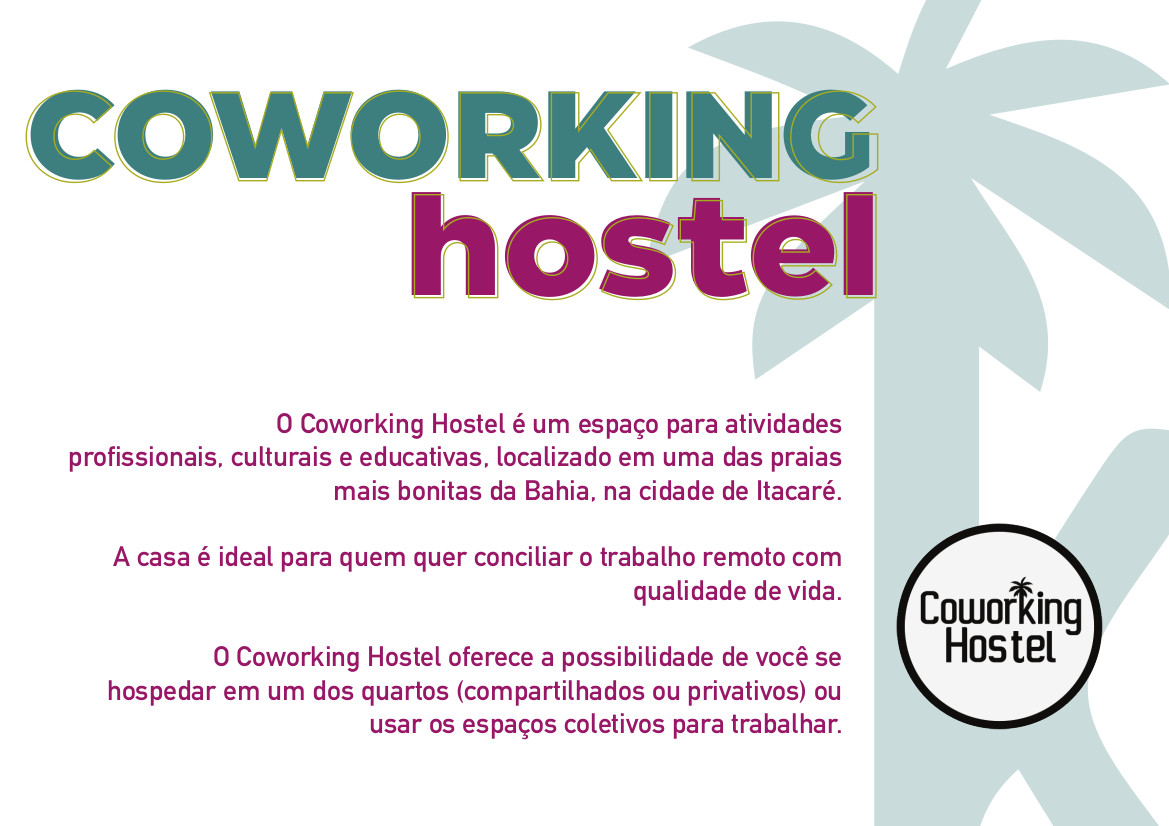 COWORKING
hostel
O Coworking Hostel é um espaço para atividades
profissionais, culturais e educativas, localizado em uma das praias
mais bonitas da Bahia, na cidade de Itacaré.
A casa é ideal para quem quer conciliar o trabalho remoto com
qualidade de vida.
O Coworking Hostel oferece a possibilidade de você se
hospedar em um dos quartos (compartilhados ou privativos) ou
usar os espaços coletivos para trabalhar.
Coworking
Hostel